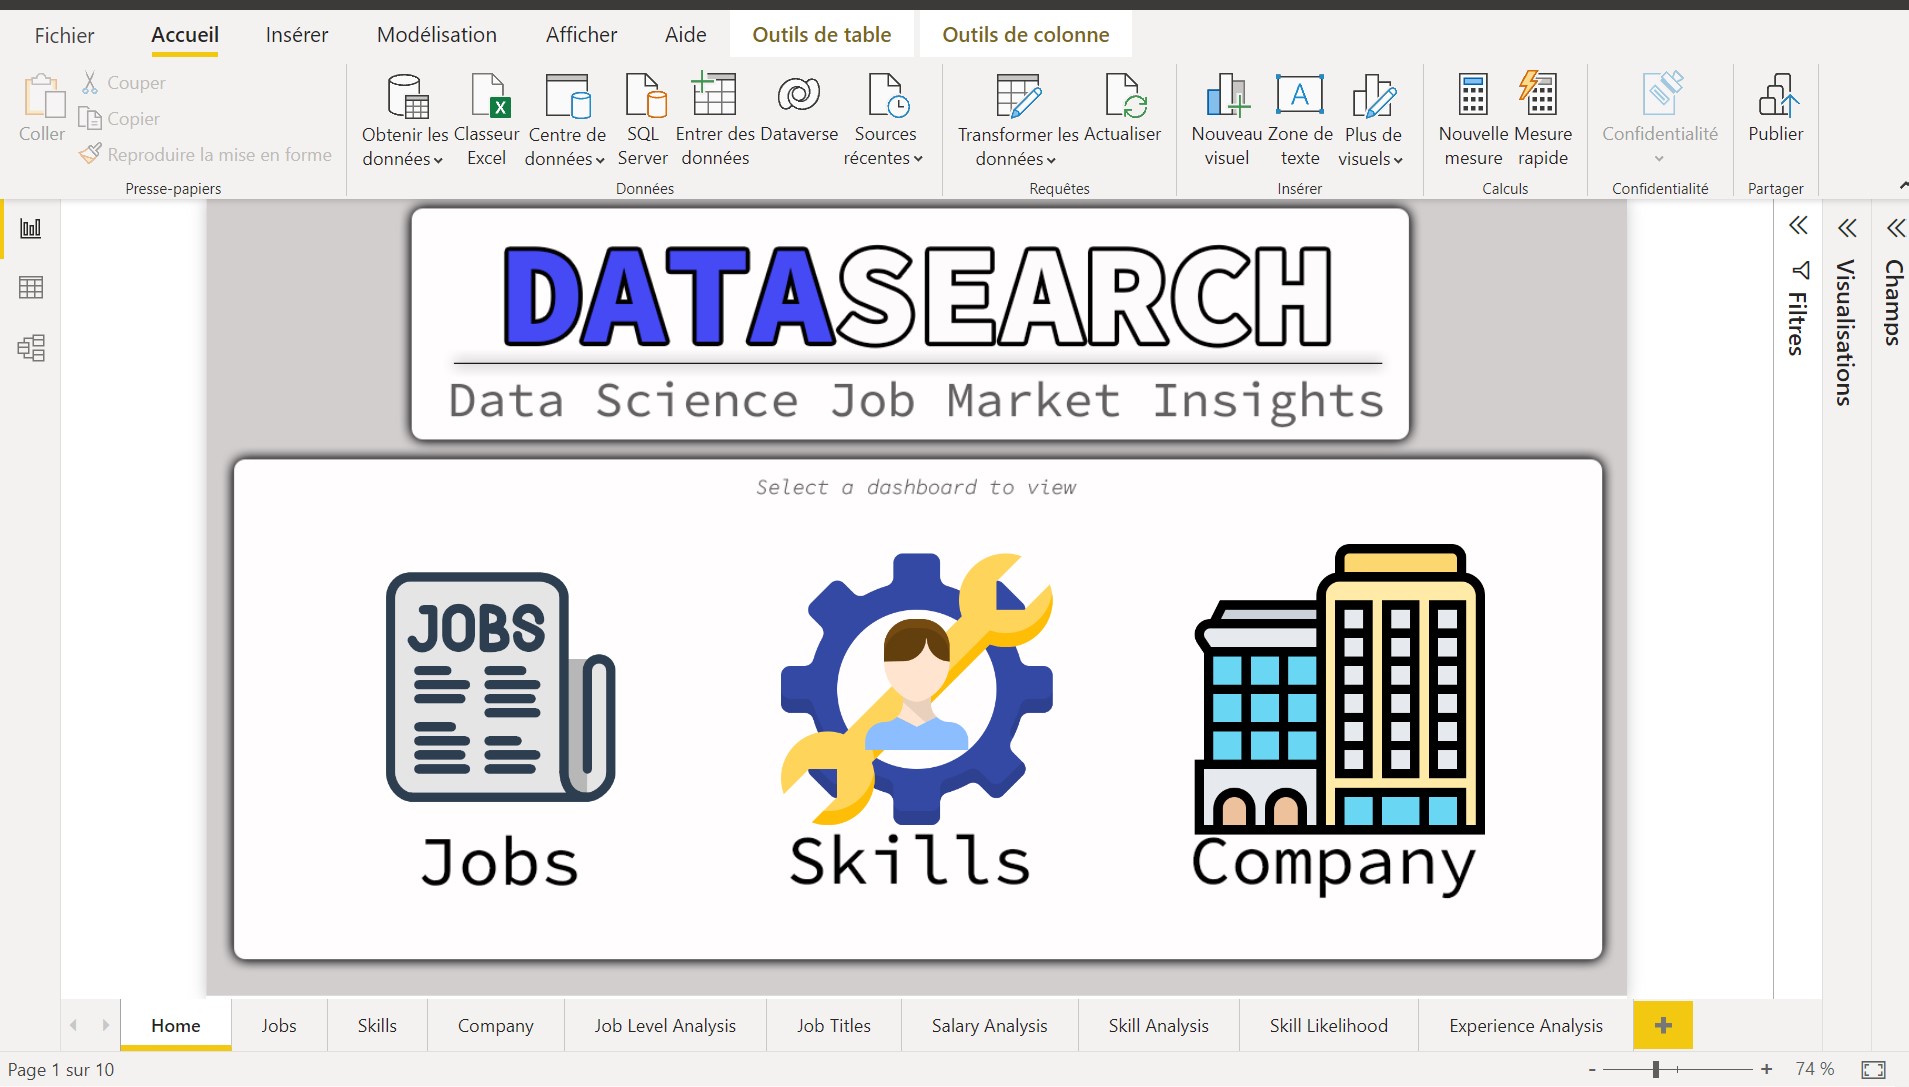 Fichier Accueil Insérer Modélisation Afficher Aide Outils de table Outils de colonne
Coller
Couper
Copier
Reproduire la mise en forme
Presse-papiers
Obtenir les données
Classeur Excel
Centre de données
SQL Server
Entrer des données
Dataverse
Sources récentes
Données
Transformer les données
Actualiser
Requêtes
Nouveau visuel
A
Zone de texte
Plus de visuels
Insérer
Nouvelle mesure
Mesure rapide
Calculs
Confidentialité
Confidentialité
Publier
Partager
DATASEARCH
Data Science Job Market Insights
Select a dashboard to view
JOBS
Jobs
Skills
Company
Filtres
Visualisations
Champs
Home Jobs Skills Company Job Level Analysis Job Titles Salary Analysis Skill Analysis Skill Likelihood Experience Analysis
Page 1 sur 10
- + 74 %